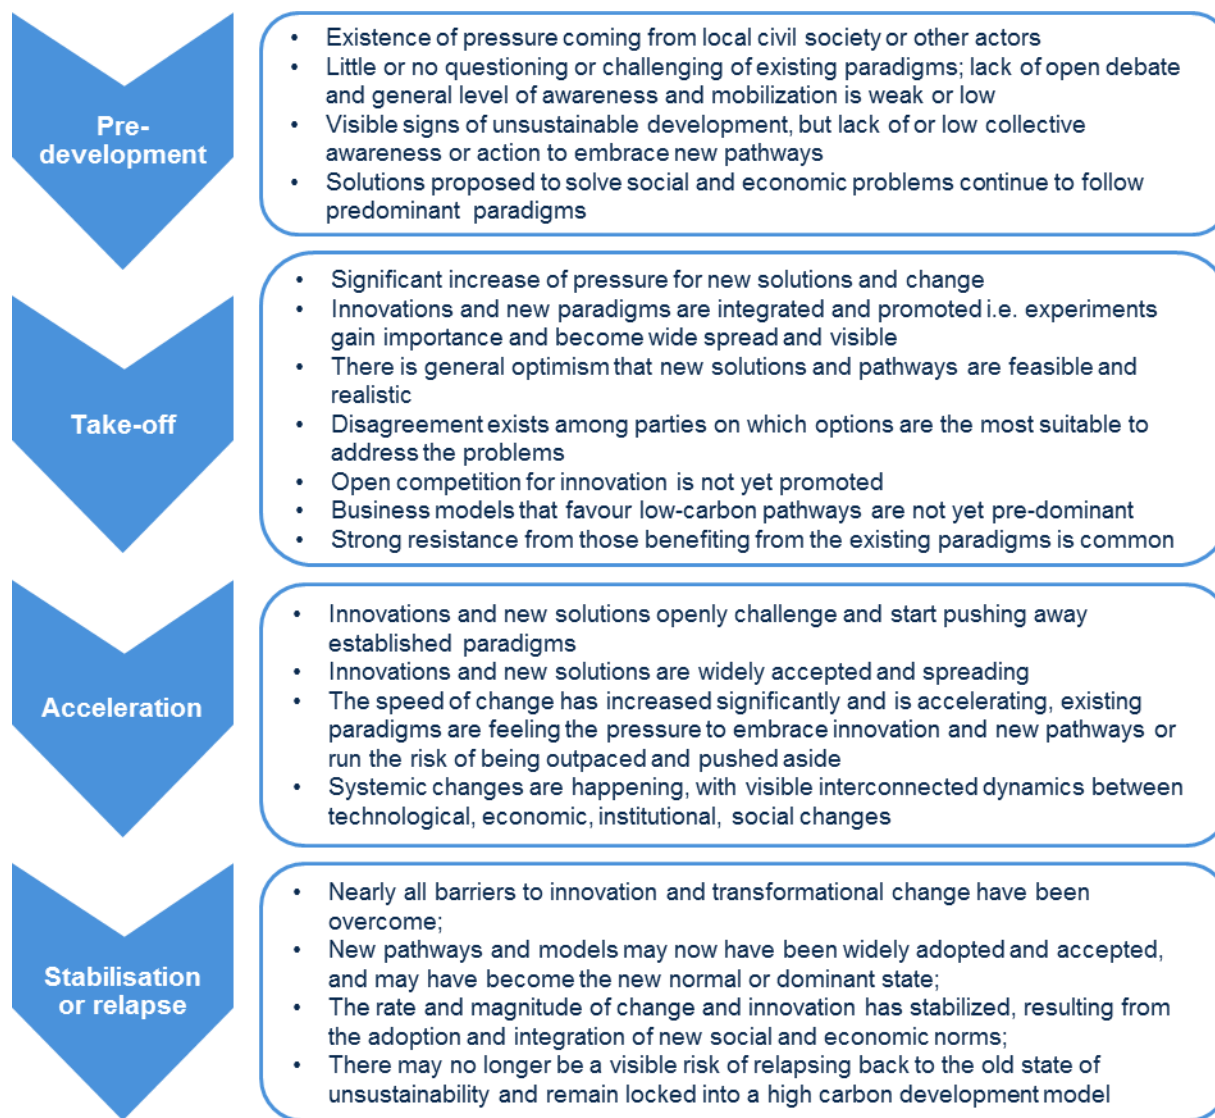 Pre-
development
• Existence of pressure coming from local civil society or other actors
• Little or no questioning or challenging of existing paradigms; lack of open debate
and general level of awareness and mobilization is weak or low
• Visible signs of unsustainable development, but lack of or low collective
awareness or action to embrace new pathways
• Solutions proposed to solve social and economic problems continue to follow
predominant paradigms
Take-off
• Significant increase of pressure for new solutions and change
• Innovations and new paradigms are integrated and promoted i.e. experiments
gain importance and become wide spread and visible
• There is general optimism that new solutions and pathways are feasible and
realistic
• Disagreement exists among parties on which options are the most suitable to
address the problems
• Open competition for innovation is not yet promoted
• Business models that favour low-carbon pathways are not yet pre-dominant
• Strong resistance from those benefiting from the existing paradigms is common
Acceleration
• Innovations and new solutions openly challenge and start pushing away
established paradigms
• Innovations and new solutions are widely accepted and spreading
• The speed of change has increased significantly and is accelerating, existing
paradigms are feeling the pressure to embrace innovation and new pathways or
run the risk of being outpaced and pushed aside
• Systemic changes are happening, with visible interconnected dynamics between
technological, economic, institutional, social changes
Stabilisation
or relapse
• Nearly all barriers to innovation and transformational change have been
overcome;
• New pathways and models may now have been widely adopted and accepted,
and may have become the new normal or dominant state;
• The rate and magnitude of change and innovation has stabilized, resulting from
the adoption and integration of new social and economic norms;
• There may no longer be a visible risk of relapsing back to the old state of
unsustainability and remain locked into a high carbon development model